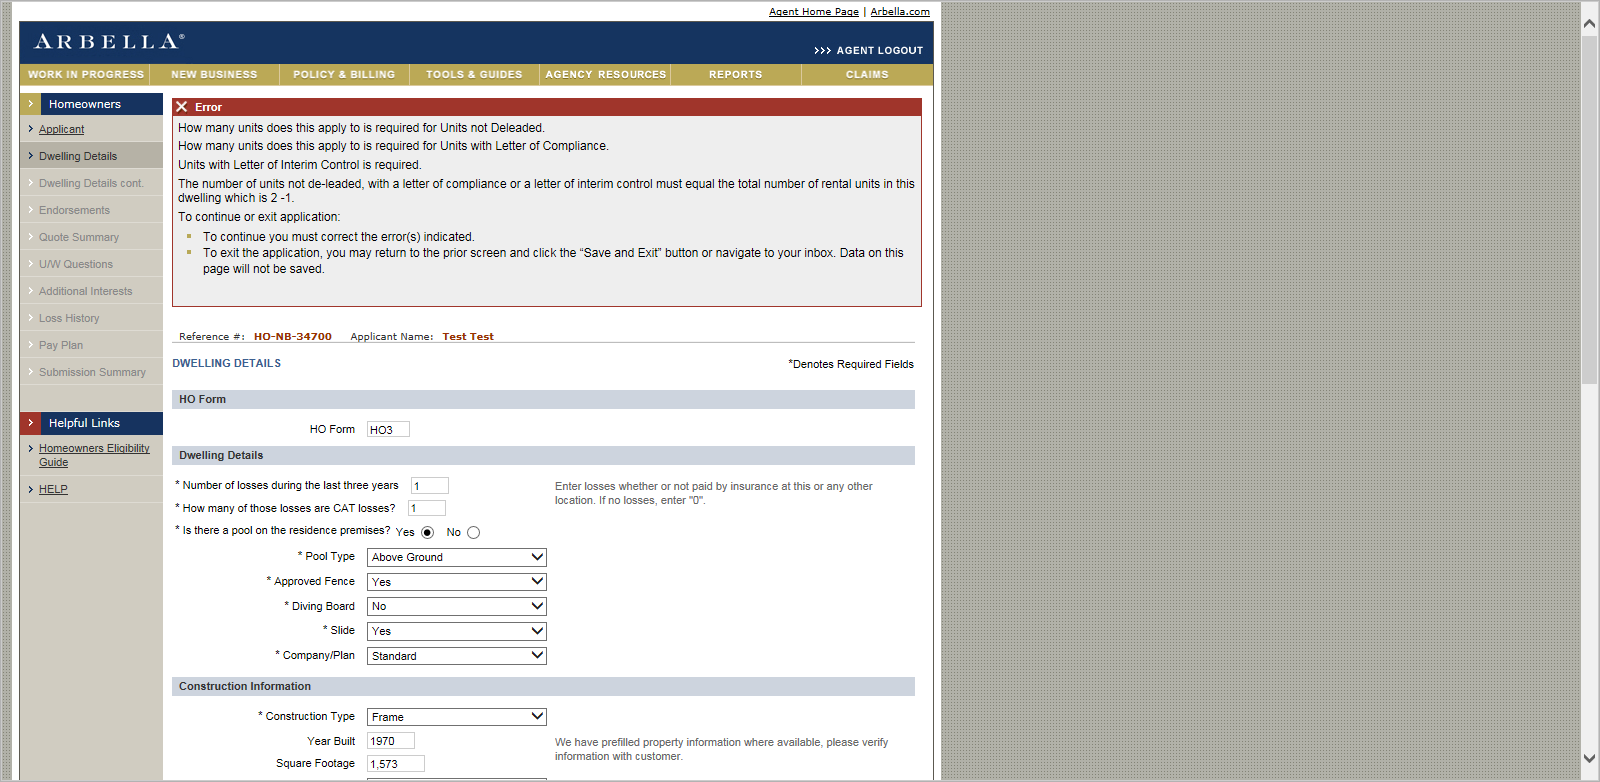 Agent Home Page | Arbella.com
ARBELLA®
>>> AGENT LOGOUT
WORK IN PROGRESS NEW BUSINESS POLICY & BILLING TOOLS & GUIDES AGENCY RESOURCES REPORTS CLAIMS
Homeowners
Applicant
Dwelling Details
Dwelling Details cont.
Endorsements
Quote Summary
U/W Questions
Additional Interests
Loss History
Pay Plan
Submission Summary
Helpful Links
Homeowners Eligibility
Guide
HELP
Error
How many units does this apply to is required for Units not Deleaded.
How many units does this apply to is required for Units with Letter of Compliance.
Units with Letter of Interim Control is required.
The number of units not de-leaded, with a letter of compliance or a letter of interim control must equal the total number of rental units in this
dwelling which is 2 -1.
To continue or exit application:
To continue you must correct the error(s) indicated.
To exit the application, you may return to the prior screen and click the “Save and Exit” button or navigate to your inbox. Data on this
page will not be saved.
Reference #: HO-NB-34700 Applicant Name: Test Test
DWELLING DETAILS
*Denotes Required Fields
HO Form
HO Form HO3
Dwelling Details
* Number of losses during the last three years 1
Enter losses whether or not paid by insurance at this or any other
location. If no losses, enter "0".
* How many of those losses are CAT losses? 1
* Is there a pool on the residence premises? Yes No
* Pool Type Above Ground
* Approved Fence Yes
* Diving Board No
* Slide Yes
* Company/Plan Standard
Construction Information
* Construction Type Frame
Year Built 1970
We have prefilled property information where available, please verify
information with customer.
Square Footage 1,573